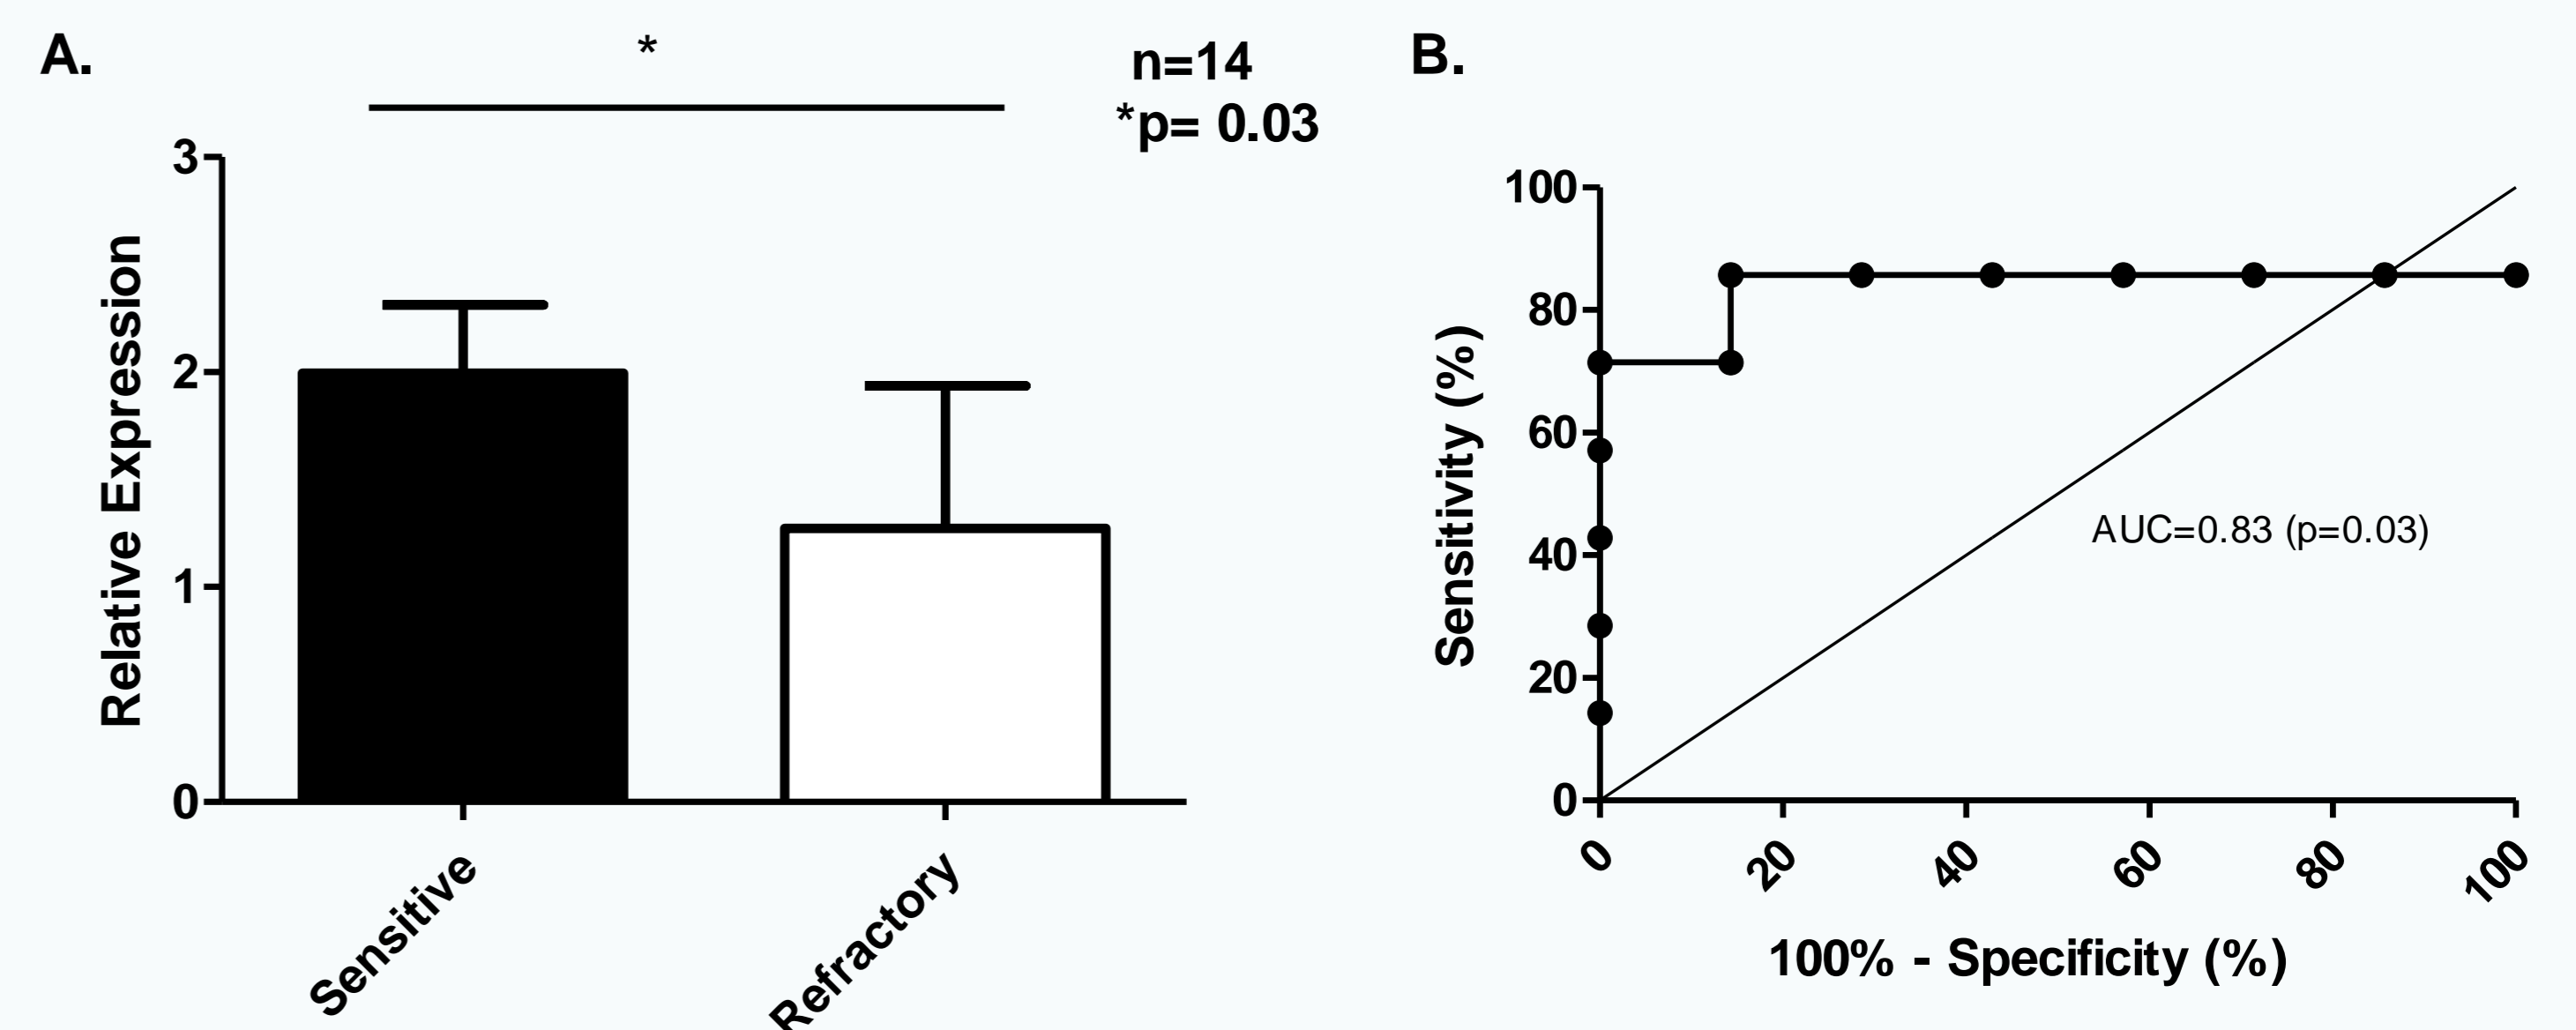 A.
*
n=14
*p= 0.03
3
2
1
0
Relative Expression
Sensitive
Refractory
B.
100
80
60
40
20
0
Sensitivity (%)
AUC=0.83 (p=0.03)
0
20
40
60
80
100
100% - Specificity (%)